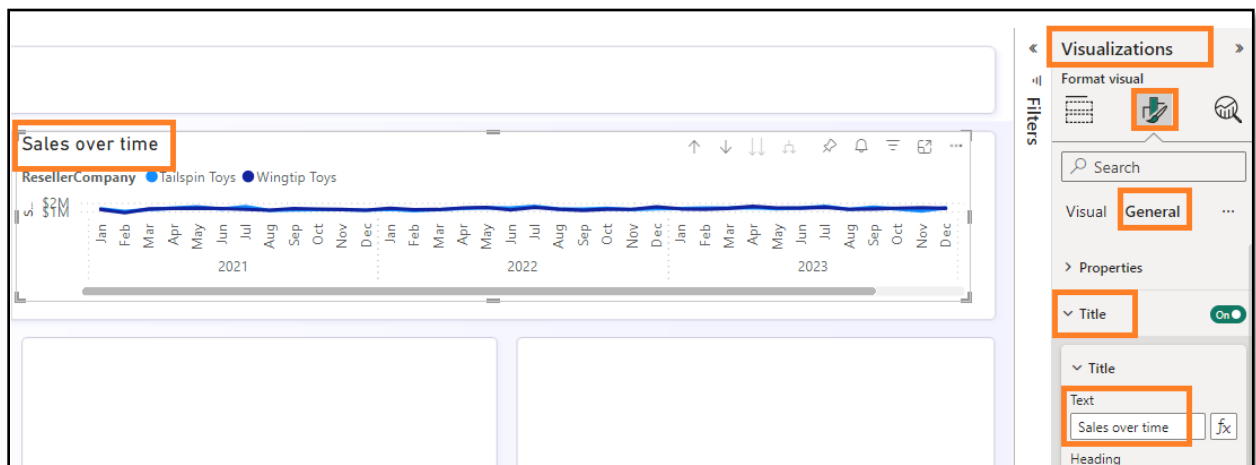 Sales over time
ResellerCompany Tailspin Toys Wingtip Toys
S...
$2M
$1M
Jan Feb Mar Apr May Jun Jul Aug Sep Oct Nov Dec Jan Feb Mar Apr May Jun Jul Aug Sep Oct Nov Dec Jan Feb Mar Apr May Jun Jul Aug Sep Oct Nov Dec
2021 2022 2023
Filters
Visualizations
Format visual
Search
Visual General
Properties
Title On
Title
Text
Sales over time fx
Heading